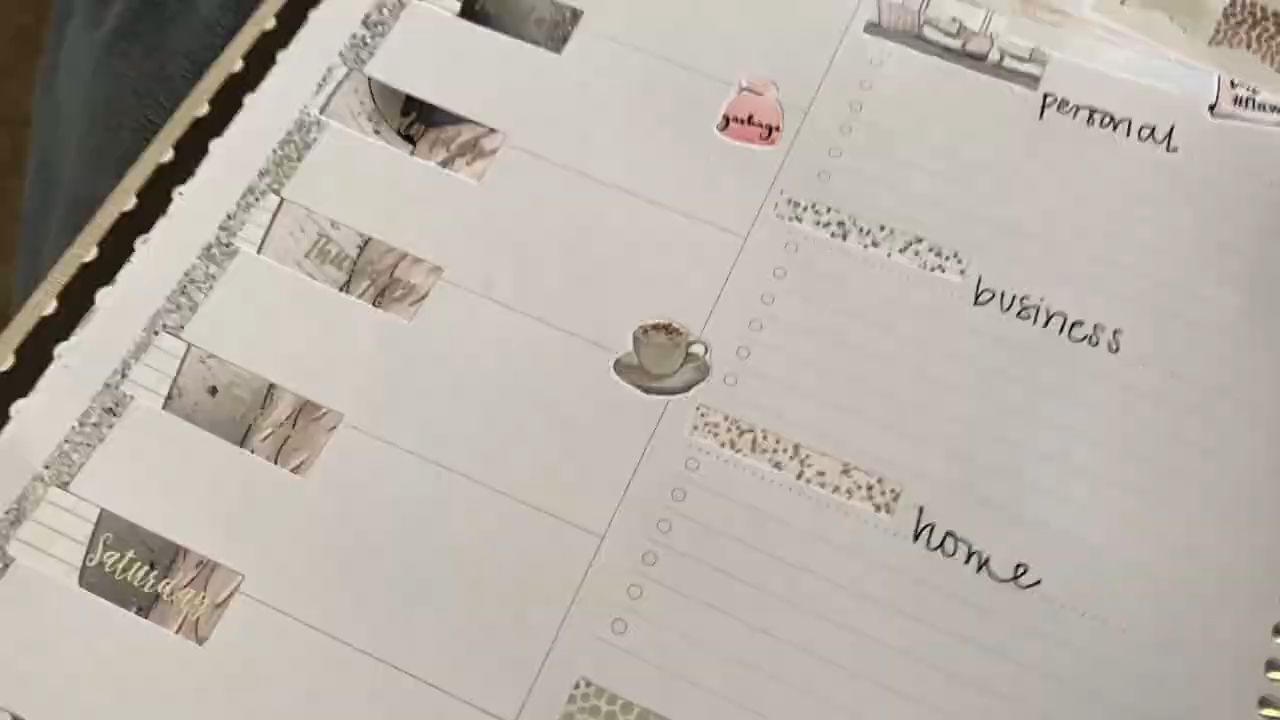 garbage
personal
Thursday
business
home
Saturday